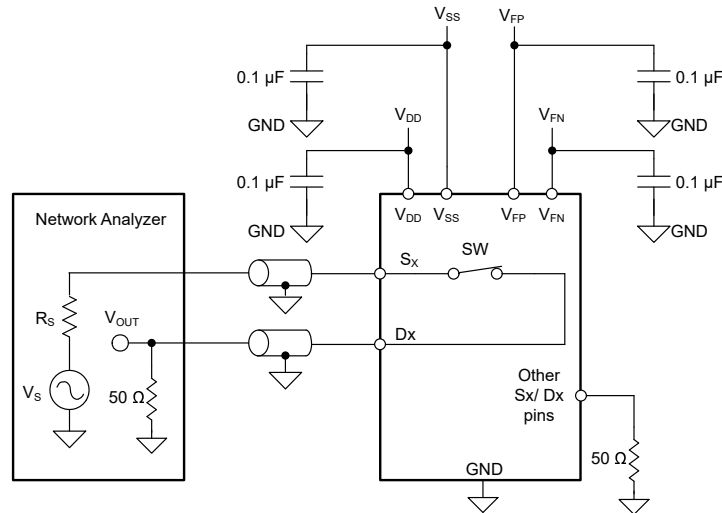 VSS
VFP
0.1 µF
0.1 µF
GND
VDD
VFN
GND
0.1 µF
0.1 µF
GND
VDD
VSS
VFP
VFN
GND
Network Analyzer
SX
SW
RS
VOUT
Dx
VS
50 Ω
Other
Sx/ Dx
pins
GND
50 Ω